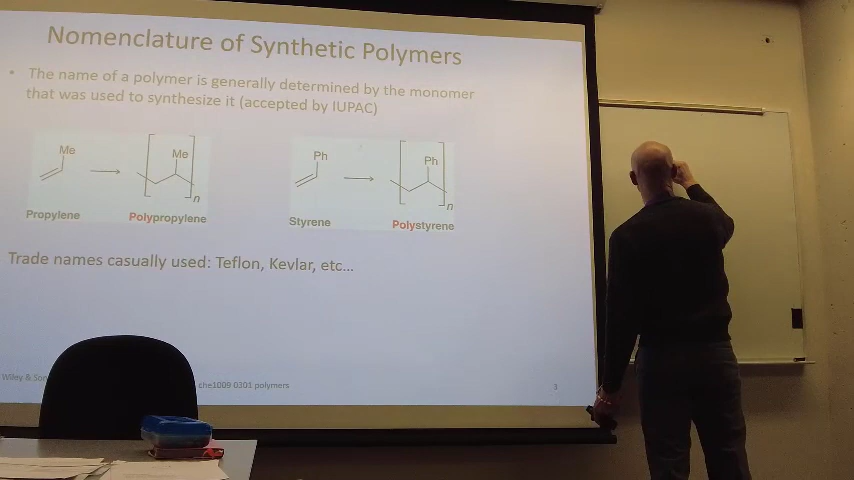 Nomenclature of Synthetic Polymers
• The name of a polymer is generally determined by the monomer
that was used to synthesize it (accepted by IUPAC)
Me
Me
n
Propylene
Polypropylene
Ph
Ph
n
Styrene
Polystyrene
Trade names casually used: Teflon, Kevlar, etc...
Wiley & Son
che1009 0301 polymers
3